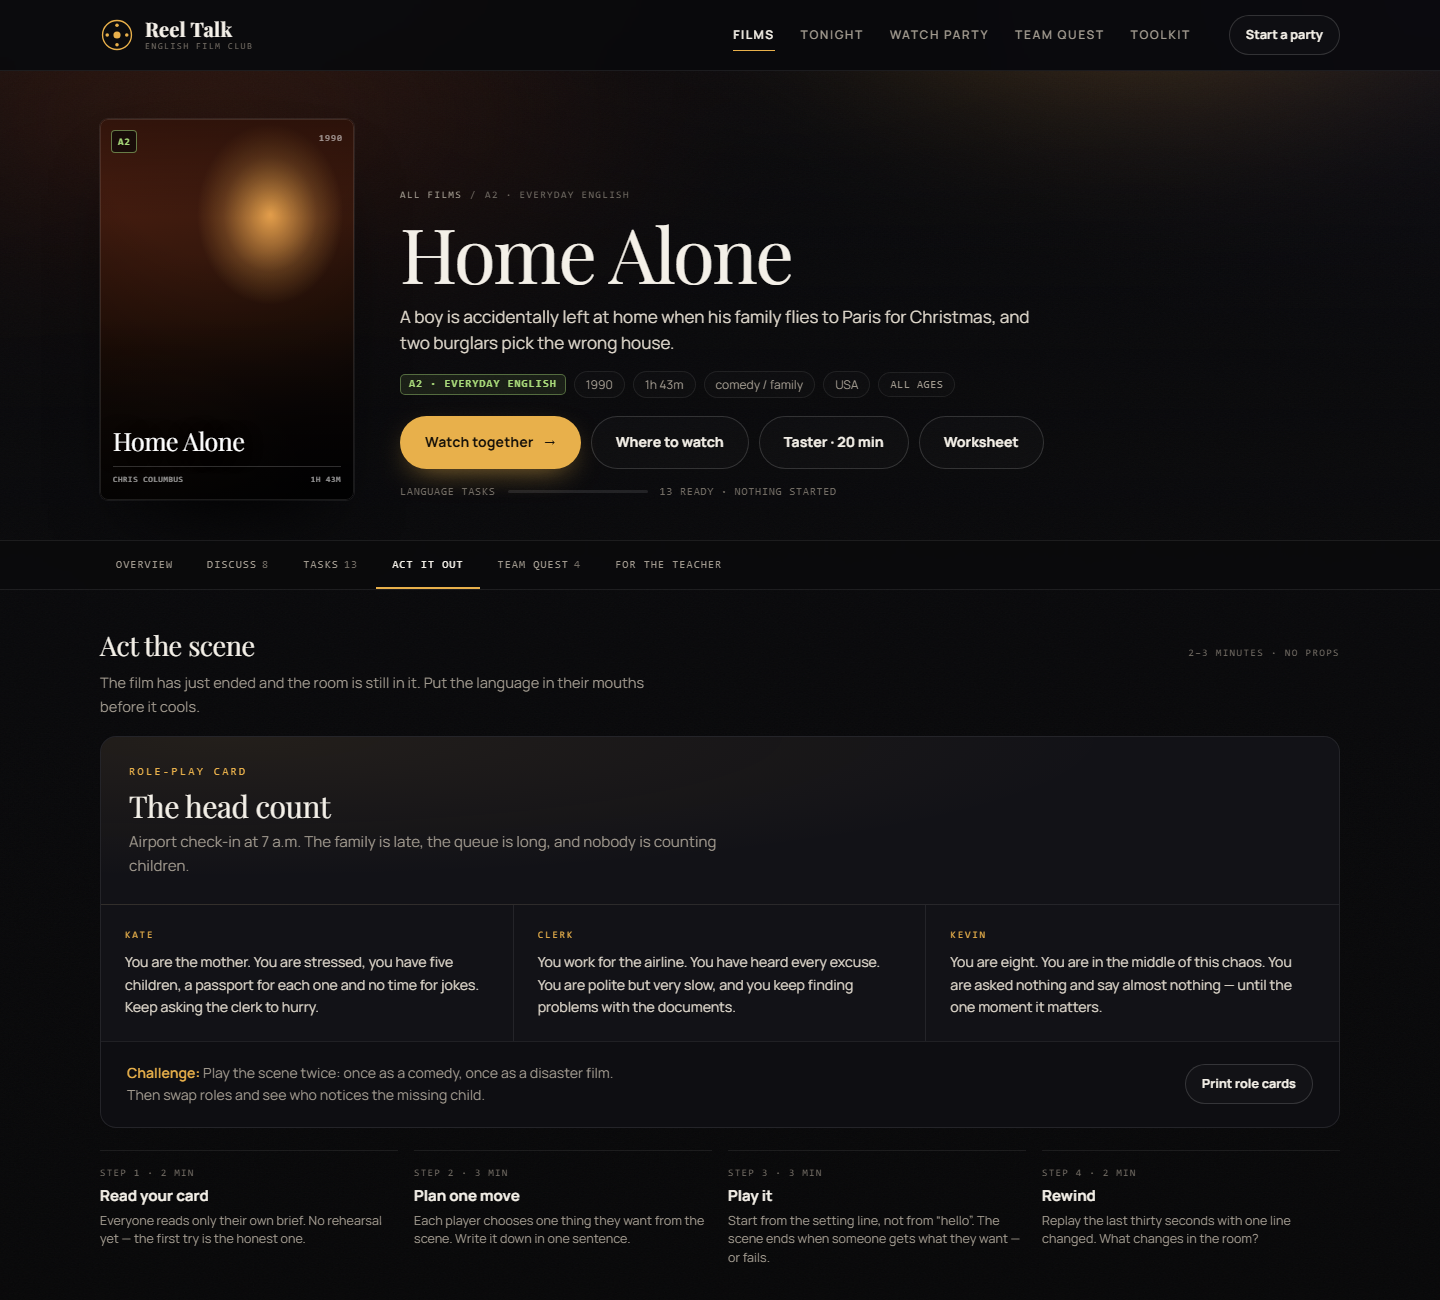 Reel Talk
ENGLISH FILM CLUB
FILMS
TONIGHT
WATCH PARTY
TEAM QUEST
TOOLKIT
Start a party
A2
1990
Home Alone
CHRIS COLUMBUS
1H 43M
ALL FILMS / A2 · EVERYDAY ENGLISH
Home Alone
A boy is accidentally left at home when his family flies to Paris for Christmas, and
two burglars pick the wrong house.
A2 · EVERYDAY ENGLISH
1990
1h 43m
comedy / family
USA
ALL AGES
Watch together →
Where to watch
Taster · 20 min
Worksheet
LANGUAGE TASKS
13 READY · NOTHING STARTED
OVERVIEW
DISCUSS 8
TASKS 13
ACT IT OUT
TEAM QUEST 4
FOR THE TEACHER
Act the scene
2–3 MINUTES · NO PROPS
The film has just ended and the room is still in it. Put the language in their mouths
before it cools.
ROLE-PLAY CARD
The head count
Airport check-in at 7 a.m. The family is late, the queue is long, and nobody is counting
children.
KATE
You are the mother. You are stressed, you have five
children, a passport for each one and no time for jokes.
Keep asking the clerk to hurry.
CLERK
You work for the airline. You have heard every excuse.
You are polite but very slow, and you keep finding
problems with the documents.
KEVIN
You are eight. You are in the middle of this chaos. You
are asked nothing and say almost nothing — until the
one moment it matters.
Challenge: Play the scene twice: once as a comedy, once as a disaster film.
Then swap roles and see who notices the missing child.
Print role cards
STEP 1 · 2 MIN
Read your card
Everyone reads only their own brief. No rehearsal
yet — the first try is the honest one.
STEP 2 · 3 MIN
Plan one move
Each player chooses one thing they want from the
scene. Write it down in one sentence.
STEP 3 · 3 MIN
Play it
Start from the setting line, not from “hello”. The
scene ends when someone gets what they want —
or fails.
STEP 4 · 2 MIN
Rewind
Replay the last thirty seconds with one line
changed. What changes in the room?